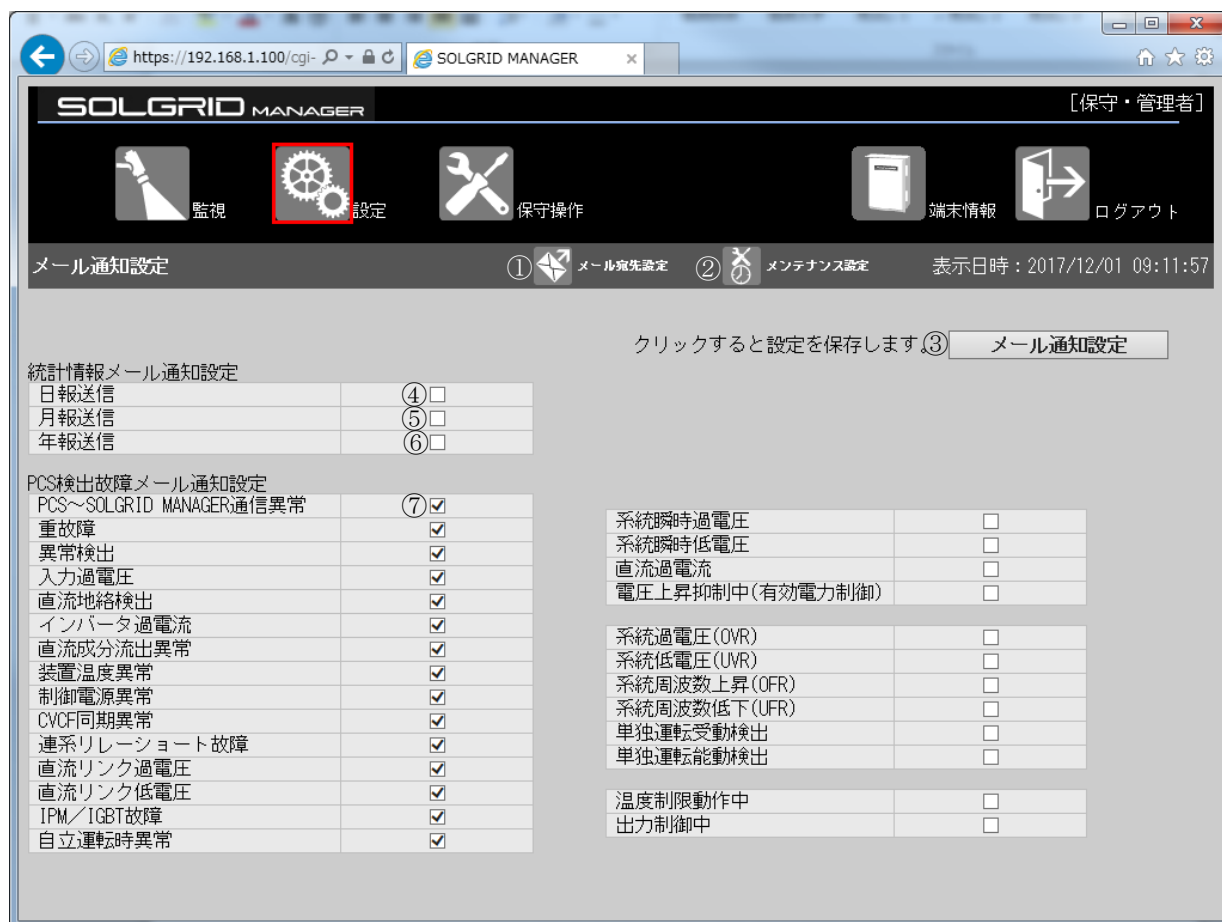 https://192.168.1.100/cgi-
SOLGRID MANAGER
SOLGRID MANAGER
[保守・管理者]
監視
設定
保守操作
端末情報
ログアウト
メール通知設定
① メール宛先設定
② メンテナンス設定
表示日時：2017/12/01 09:11:57
クリックすると設定を保存します。③ メール通知設定
統計情報メール通知設定
日報送信 ④
月報送信 ⑤
年報送信 ⑥
PCS検出故障メール通知設定
PCS～SOLGRID MANAGER通信異常 ⑦
重故障
異常検出
入力過電圧
直流地絡検出
インバータ過電流
直流成分流出異常
装置温度異常
制御電源異常
CVCF同期異常
連系リレーショート故障
直流リンク過電圧
直流リンク低電圧
IPM／IGBT故障
自立運転時異常
系統瞬時過電圧
系統瞬時低電圧
直流過電流
電圧上昇抑制中(有効電力制御)
系統過電圧(OVR)
系統低電圧(UVR)
系統周波数上昇(OFR)
系統周波数低下(UFR)
単独運転受動検出
単独運転能動検出
温度制限動作中
出力制御中